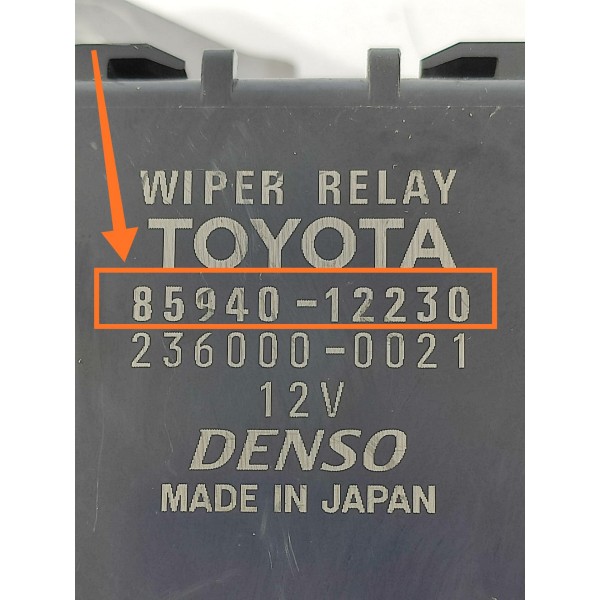 WIPER RELAY
TOYOTA
85940-12230
236000-0021
12V
DENSO
MADE IN JAPAN